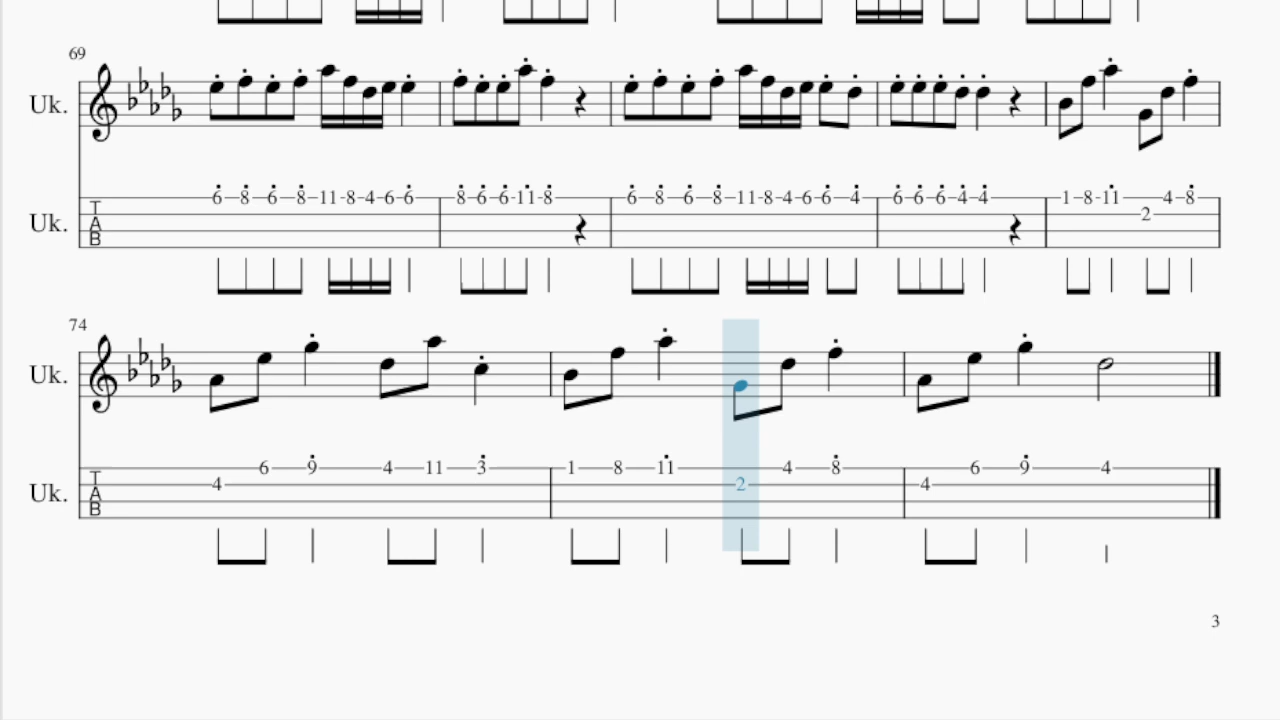 69
Uk.
6 8 6 8 11 8 4 6 6 8 6 6 11 8 6 8 6 8 11 8 4 6 6 4 6 6 6 4 4 1 8 11 4 8
Uk. T A B
2
74
Uk.
6 9 4 11 3 1 8 11 4 8 6 9 4
Uk. T A B
4 2 4
3